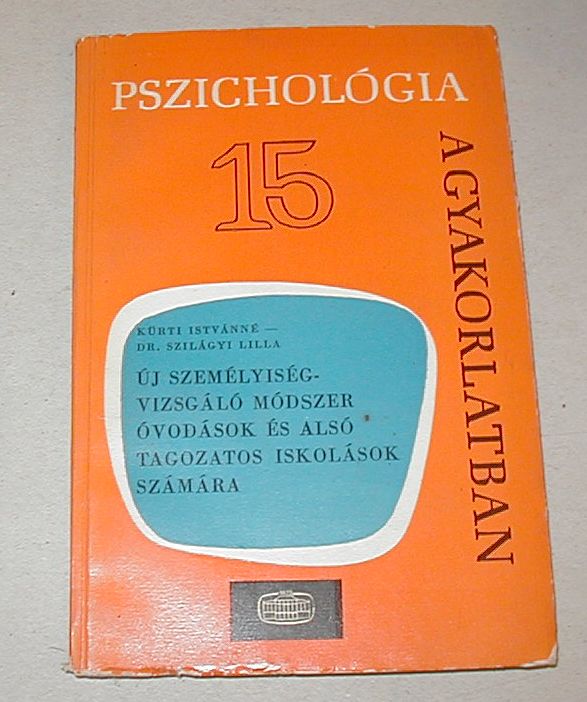 PSZICHOLÓGIA
15
A GYAKORLATBAN
KÜRTI ISTVÁNNÉ —
DR. SZILÁGYI LILLA
ÚJ SZEMÉLYISÉG-
VIZSGÁLÓ MÓDSZER
ÓVODÁSOK ÉS ALSÓ
TAGOZATOS ISKOLÁSOK
SZÁMÁRA